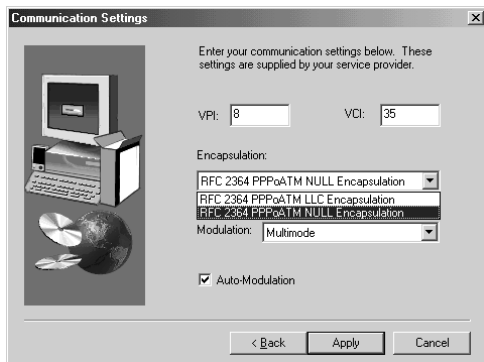 Communication Settings
Enter your communication settings below. These
settings are supplied by your service provider.
VPI: 8 VCI: 35
Encapsulation:
RFC 2364 PPPoATM NULL Encapsulation
RFC 2364 PPPoATM LLC Encapsulation
RFC 2364 PPPoATM NULL Encapsulation
Modulation: Multimode
Auto-Modulation
< Back Apply Cancel